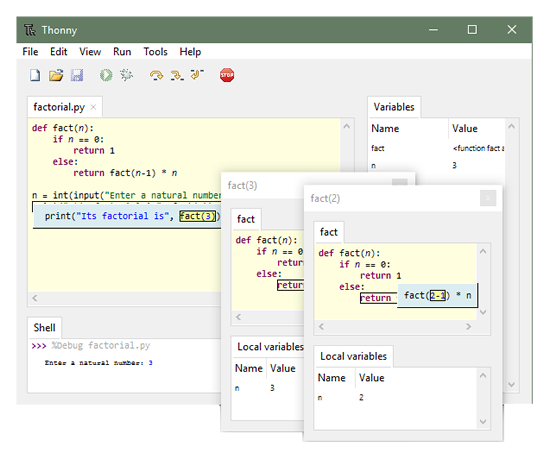 Thonny
File Edit View Run Tools Help
STOP
factorial.py ×
def fact(n):
if n == 0:
return 1
else:
return fact(n-1) * n
n = int(input("Enter a natural number
print("Its factorial is", fact(3))
Shell
>>> %Debug factorial.py
Enter a natural number: 3
Variables
Name Value
fact <function fact a
n 3
fact(3)
fact
def fact(n):
if n == 0:
return
else:
return
Local variables
Name Value
n 3
fact(2)
fact
def fact(n):
if n == 0:
return 1
else:
return fact(2-1) * n
Local variables
Name Value
n 2